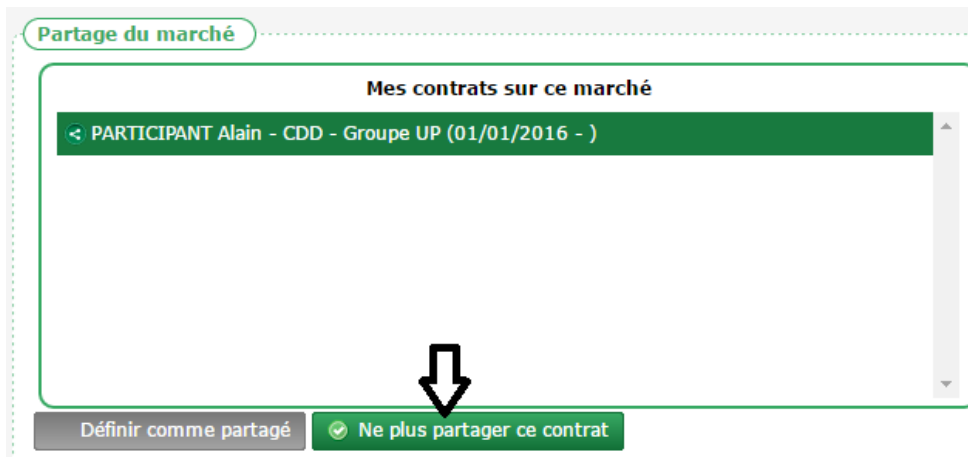 Partage du marché
Mes contrats sur ce marché
PARTICIPANT Alain - CDD - Groupe UP (01/01/2016 - )
Définir comme partagé
Ne plus partager ce contrat